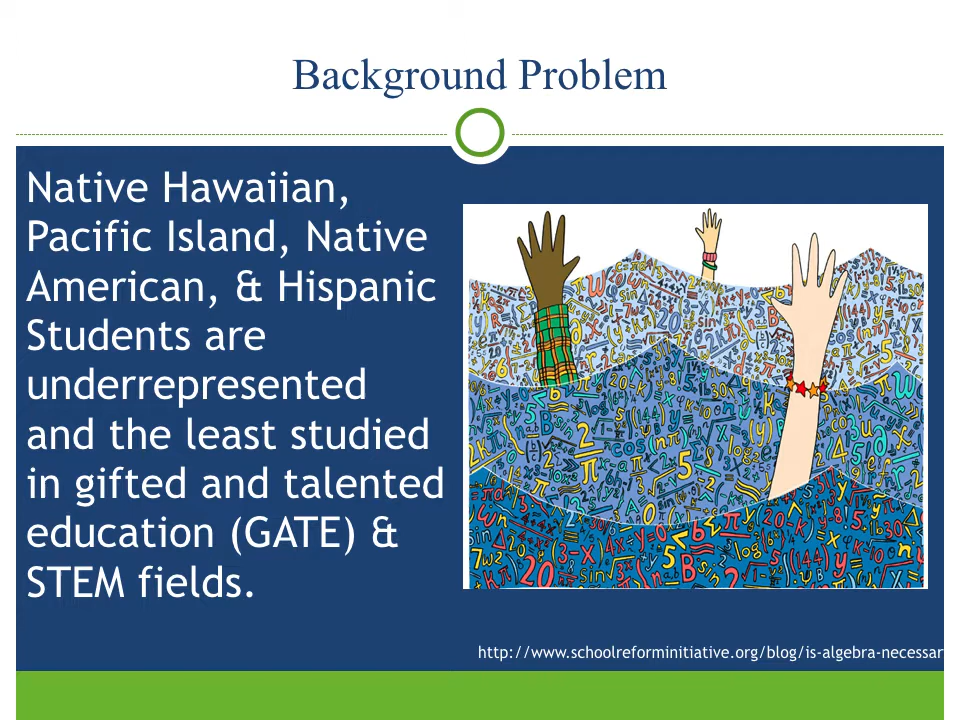 Background Problem
Native Hawaiian,
Pacific Island, Native
American, & Hispanic
Students are
underrepresented
and the least studied
in gifted and talented
education (GATE) &
STEM fields.
http://www.schoolreforminitiative.org/blog/is-algebra-necessar